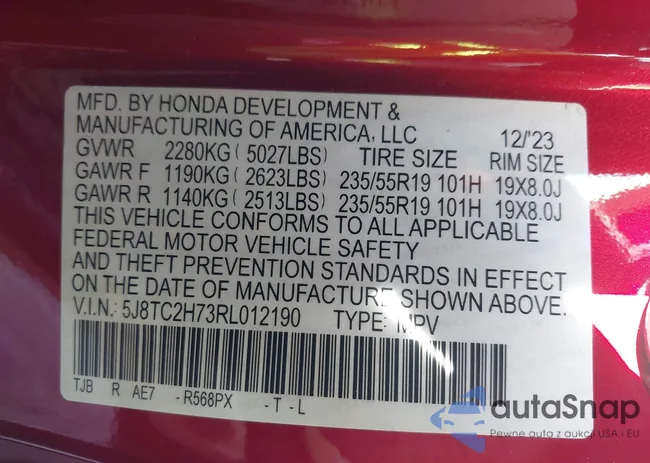 MFD. BY HONDA DEVELOPMENT &
MANUFACTURING OF AMERICA, LLC 12/'23
GVWR 2280KG ( 5027LBS) TIRE SIZE RIM SIZE
GAWR F 1190KG ( 2623LBS) 235/55R19 101H 19X8.0J
GAWR R 1140KG ( 2513LBS) 235/55R19 101H 19X8.0J
THIS VEHICLE CONFORMS TO ALL APPLICABLE
FEDERAL MOTOR VEHICLE SAFETY
AND THEFT PREVENTION STANDARDS IN EFFECT
ON THE DATE OF MANUFACTURE SHOWN ABOVE.
V.I.N.: 5J8TC2H73RL012190 TYPE: MPV
TJB R AE7 -R568PX -T-L
autaSnap
Pewne auta z aukcji USA - EU